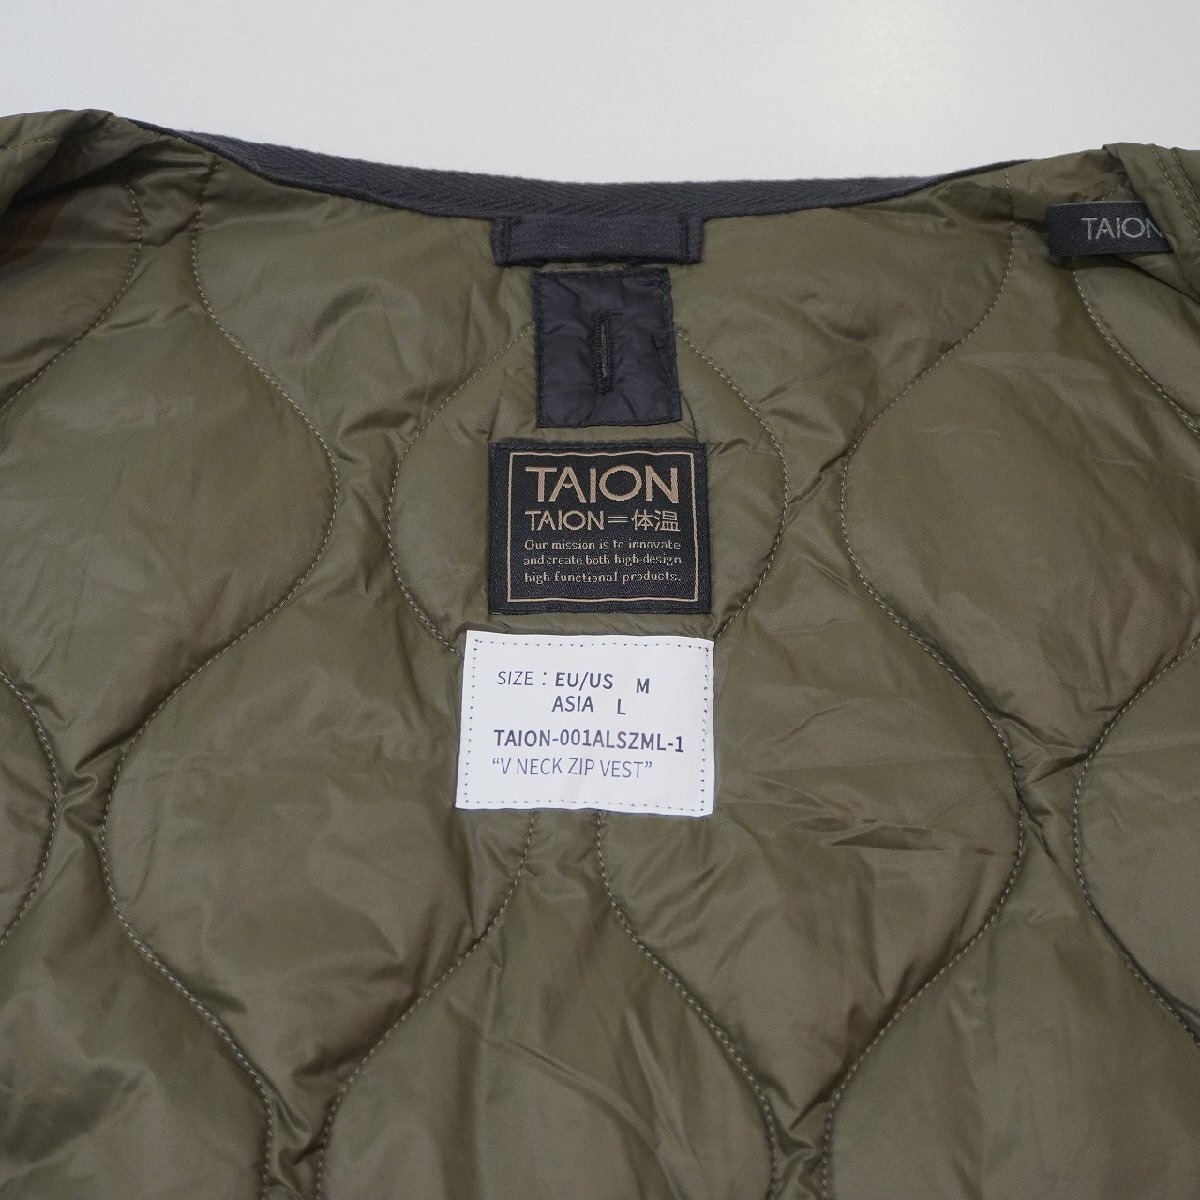 TAION
TAION
TAION=体温
Our mission is to innovate
and create both high-design
high functional products.
SIZE : EU/US M
ASIA L
TAION-001ALSZML-1
“V NECK ZIP VEST”